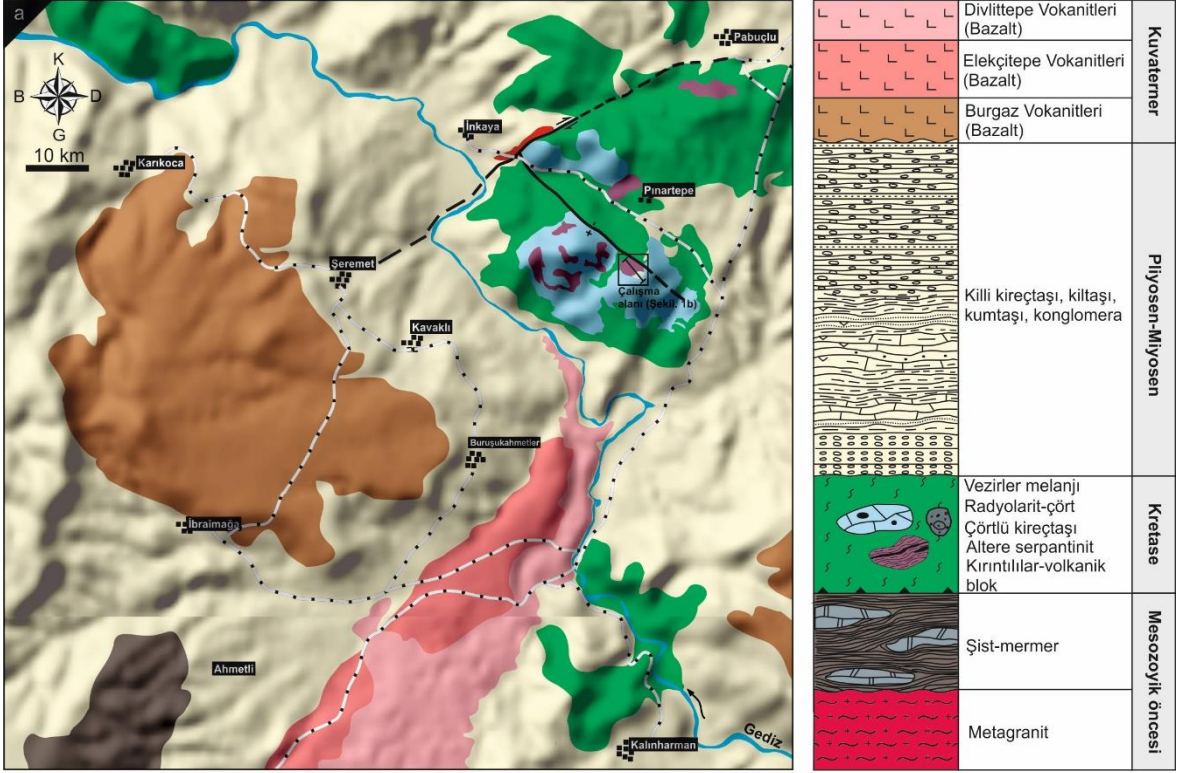 a
K
B
D
G
10 km
Pabuçlu
İnkaya
Karıkoca
Pınartepe
Şeremet
Çalışma
alanı (Şekil. 1b)
Kavaklı
Buruşukahmetler
İbraimağa
Ahmetli
Kalınharman
Gediz
Divlittepe Vokanitleri
(Bazalt)
Elekçitepe Vokanitleri
(Bazalt)
Burgaz Vokanitleri
(Bazalt)
Kuvaterner
Killi kireçtaşı, kiltaşı,
kumtaşı, konglomera
Pliyosen-Miyosen
Vezirler melanjı
Radyolarit-çört
Çörtlü kireçtaşı
Altere serpantinit
Kırıntılılar-volkanik
blok
Kretase
Şist-mermer
Metagranit
Mesozoyik öncesi